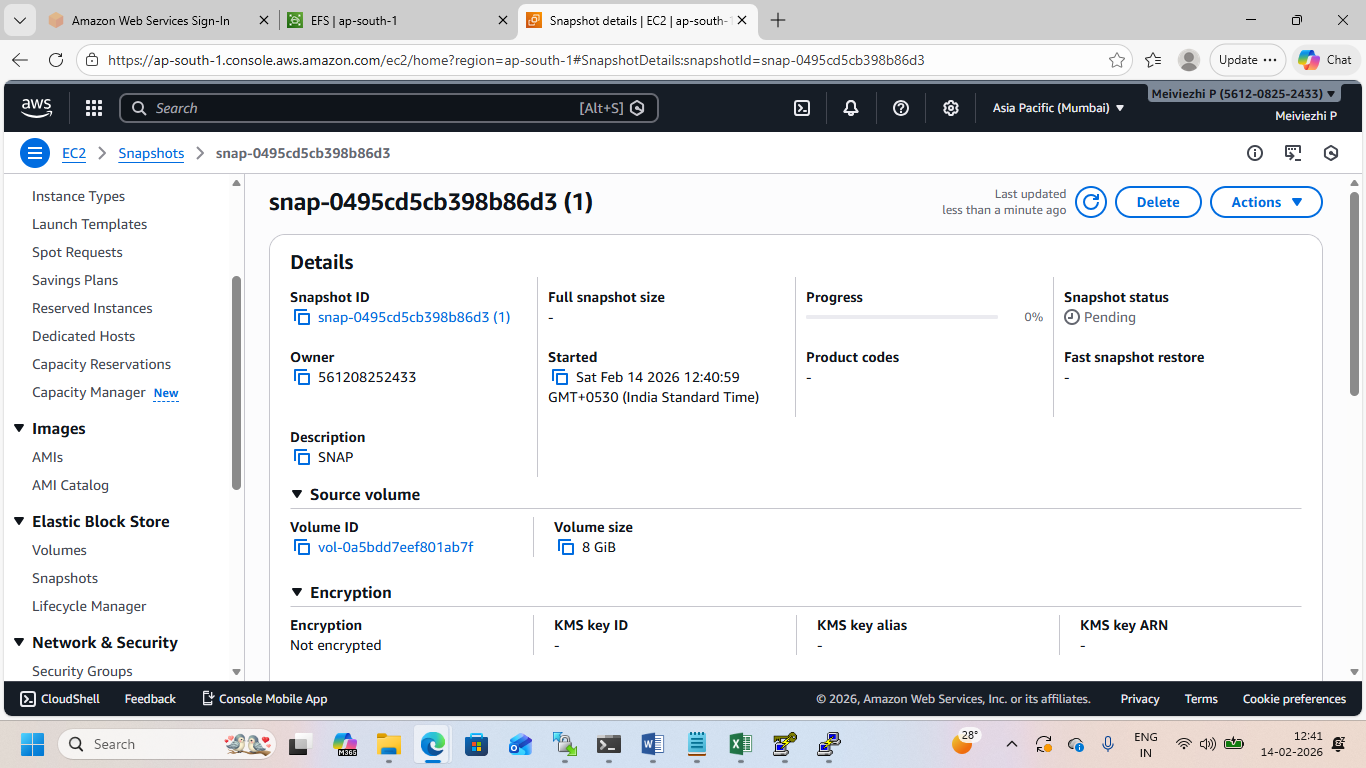 Amazon Web Services Sign-In
EFS | ap-south-1
Snapshot details | EC2 | ap-south-1
https://ap-south-1.console.aws.amazon.com/ec2/home?region=ap-south-1#SnapshotDetails:snapshotId=snap-0495cd5cb398b86d3
Update
Chat
aws
Search
[Alt+S]
Asia Pacific (Mumbai)
Meiviezhi P (5612-0825-2433)
Meiviezhi P
EC2
Snapshots
snap-0495cd5cb398b86d3
Instance Types
Launch Templates
Spot Requests
Savings Plans
Reserved Instances
Dedicated Hosts
Capacity Reservations
Capacity Manager New
Images
AMIs
AMI Catalog
Elastic Block Store
Volumes
Snapshots
Lifecycle Manager
Network & Security
Security Groups
snap-0495cd5cb398b86d3 (1)
Last updated
less than a minute ago
Delete
Actions
Details
Snapshot ID
snap-0495cd5cb398b86d3 (1)
Full snapshot size
-
Progress
0%
Snapshot status
Pending
Owner
561208252433
Started
Sat Feb 14 2026 12:40:59
GMT+0530 (India Standard Time)
Product codes
-
Fast snapshot restore
-
Description
SNAP
Source volume
Volume ID
vol-0a5bdd7eef801ab7f
Volume size
8 GiB
Encryption
Encryption
Not encrypted
KMS key ID
-
KMS key alias
-
KMS key ARN
-
CloudShell
Feedback
Console Mobile App
© 2026, Amazon Web Services, Inc. or its affiliates.
Privacy
Terms
Cookie preferences
Search
M365
28°
ENG
IN
12:41
14-02-2026